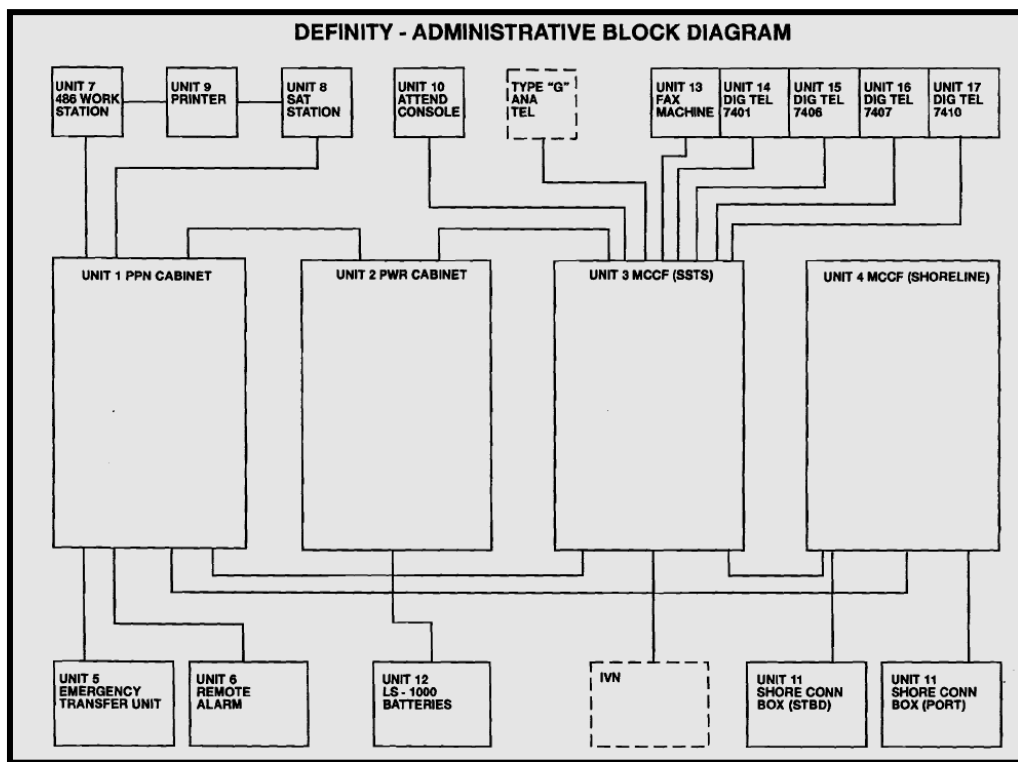 DEFINITY - ADMINISTRATIVE BLOCK DIAGRAM
UNIT 7
486 WORK
STATION
UNIT 9
PRINTER
UNIT 8
SAT
STATION
UNIT 10
ATTEND
CONSOLE
TYPE "G"
ANA
TEL
UNIT 13
FAX
MACHINE
UNIT 14
DIG TEL
7401
UNIT 15
DIG TEL
7406
UNIT 16
DIG TEL
7407
UNIT 17
DIG TEL
7410
UNIT 1 PPN CABINET
UNIT 2 PWR CABINET
UNIT 3 MCCF (SSTS)
UNIT 4 MCCF (SHORELINE)
UNIT 5
EMERGENCY
TRANSFER UNIT
UNIT 6
REMOTE
ALARM
UNIT 12
LS - 1000
BATTERIES
IVN
UNIT 11
SHORE CONN
BOX (STBD)
UNIT 11
SHORE CONN
BOX (PORT)